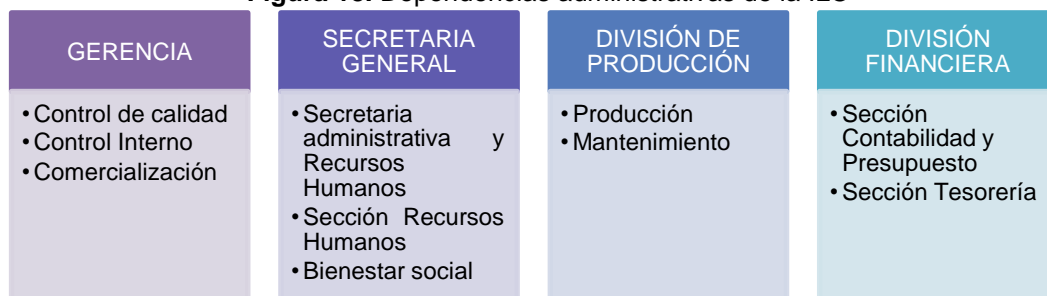 GERENCIA
• Control de calidad
• Control Interno
• Comercialización
SECRETARIA
GENERAL
• Secretaria
administrativa y
Recursos
Humanos
• Sección Recursos
Humanos
• Bienestar social
DIVISIÓN DE
PRODUCCIÓN
• Producción
• Mantenimiento
DIVISIÓN
FINANCIERA
• Sección
Contabilidad y
Presupuesto
• Sección Tesorería